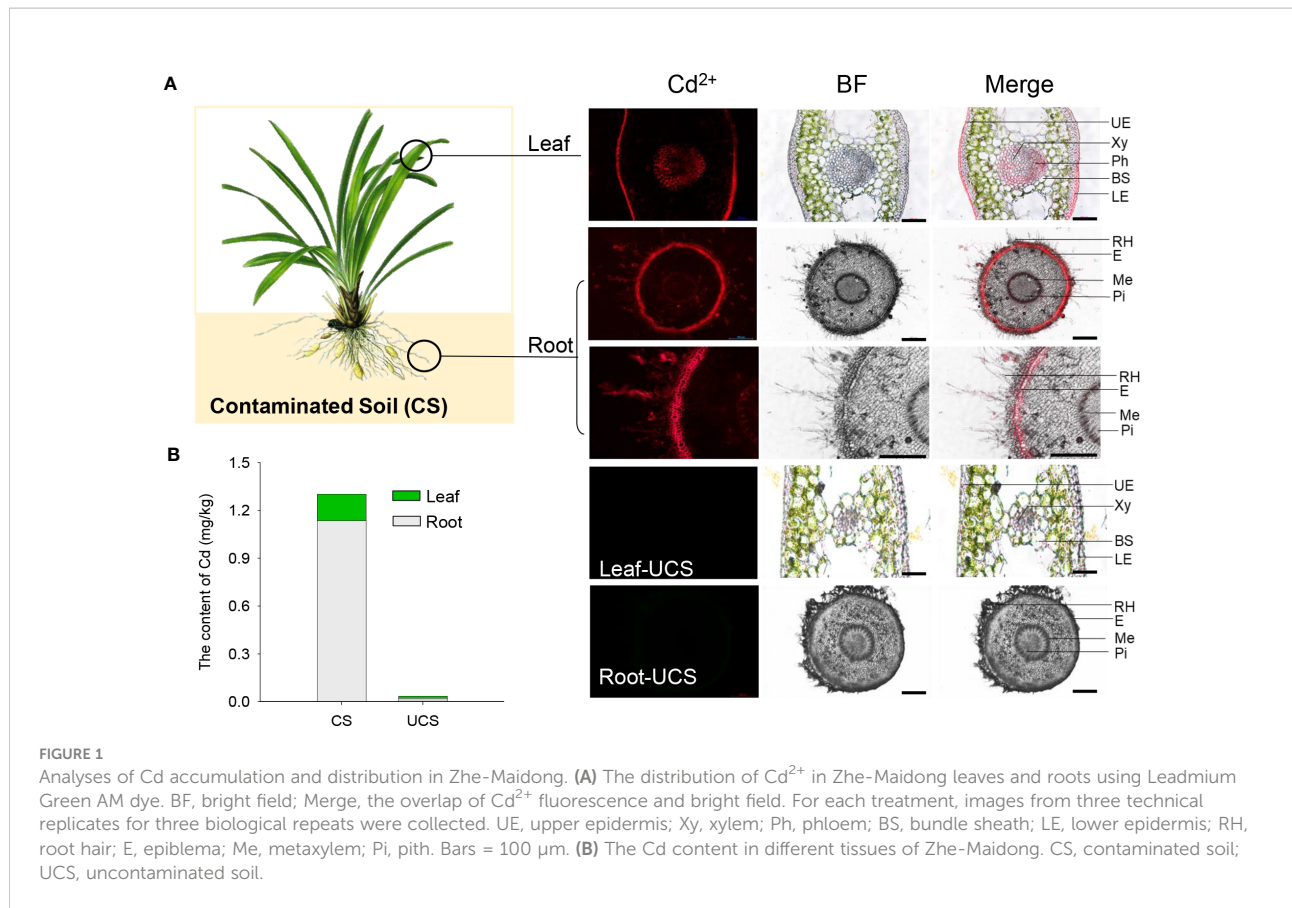 A
Cd²⁺
BF
Merge
Leaf
UE
Xy
Ph
BS
LE
RH
E
Me
Pi
Root
RH
E
Me
Pi
Contaminated Soil (CS)
Leaf-UCS
UE
Xy
BS
LE
Root-UCS
RH
E
Me
Pi
B
The content of Cd (mg/kg)
1.5
1.2
0.9
0.6
0.3
0.0
Leaf
Root
CS
UCS
FIGURE 1
Analyses of Cd accumulation and distribution in Zhe-Maidong. (A) The distribution of Cd²⁺ in Zhe-Maidong leaves and roots using Leadmium
Green AM dye. BF, bright field; Merge, the overlap of Cd²⁺ fluorescence and bright field. For each treatment, images from three technical
replicates for three biological repeats were collected. UE, upper epidermis; Xy, xylem; Ph, phloem; BS, bundle sheath; LE, lower epidermis; RH,
root hair; E, epiblema; Me, metaxylem; Pi, pith. Bars = 100 µm. (B) The Cd content in different tissues of Zhe-Maidong. CS, contaminated soil;
UCS, uncontaminated soil.